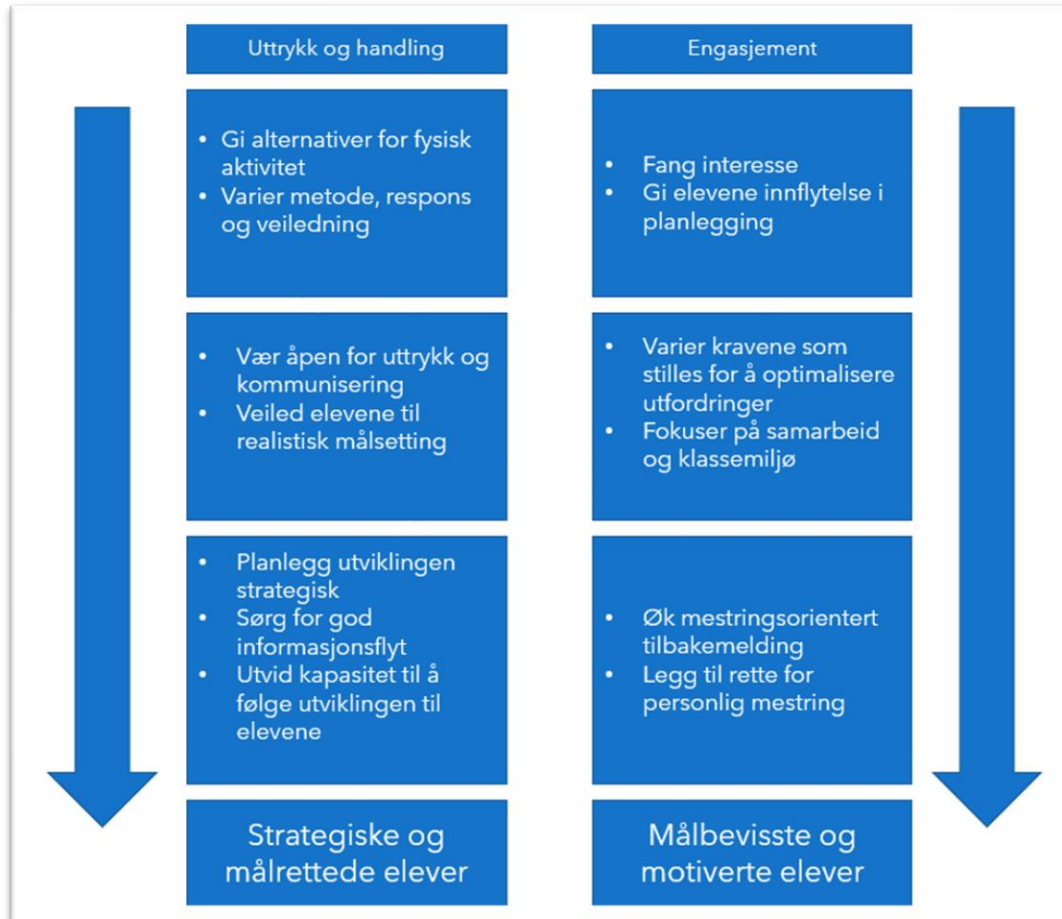 Uttrykk og handling
• Gi alternativer for fysisk
aktivitet
• Varier metode, respons
og veiledning
• Vær åpen for uttrykk og
kommunisering
• Veiled elevene til
realistisk målsetting
• Planlegg utviklingen
strategisk
• Sørg for god
informasjonsflyt
• Utvid kapasitet til å
følge utviklingen til
elevene
Strategiske og
målrettede elever
Engasjement
• Fang interesse
• Gi elevene innflytelse i
planlegging
• Varier kravene som
stilles for å optimalisere
utfordringer
• Fokuser på samarbeid
og klassemiljø
• Øk mestringsorientert
tilbakemelding
• Legg til rette for
personlig mestring
Målbevisste og
motiverte elever